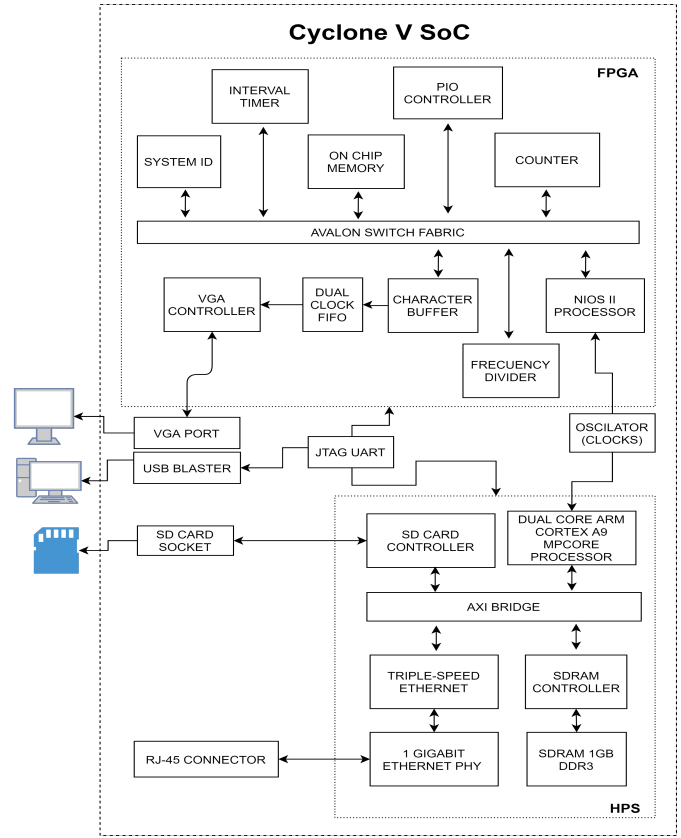 Cyclone V SoC
FPGA
INTERVAL
TIMER
PIO
CONTROLLER
SYSTEM ID
ON CHIP
MEMORY
COUNTER
AVALON SWITCH FABRIC
VGA
CONTROLLER
DUAL
CLOCK
FIFO
CHARACTER
BUFFER
NIOS II
PROCESSOR
FRECUENCY
DIVIDER
VGA PORT
OSCILATOR
(CLOCKS)
JTAG UART
USB BLASTER
SD CARD
SOCKET
SD CARD
CONTROLLER
DUAL CORE ARM
CORTEX A9
MPCORE
PROCESSOR
AXI BRIDGE
TRIPLE-SPEED
ETHERNET
SDRAM
CONTROLLER
RJ-45 CONNECTOR
1 GIGABIT
ETHERNET PHY
SDRAM 1GB
DDR3
HPS